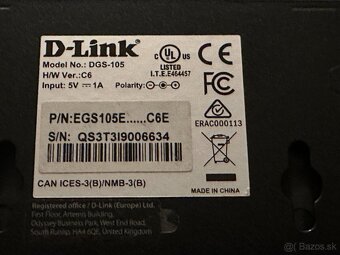 D-Link
Model No.: DGS-105
H/W Ver.: C6
Input: 5V 1A
Polarity:
c UL US
LISTED
I.T.E.E464457
FC
P/N:EGS105E......C6E
S/N: QS3T3I9006634
ERAC000113
CAN ICES-3(B)/NMB-3(B)
MADE IN CHINA
Registered office / D-Link (Europe) Ltd.
First Floor, Artemis Building,
Odyssey Business Park, West End Road,
South Ruislip, HA4 6QE, United Kingdom
bazos.sk